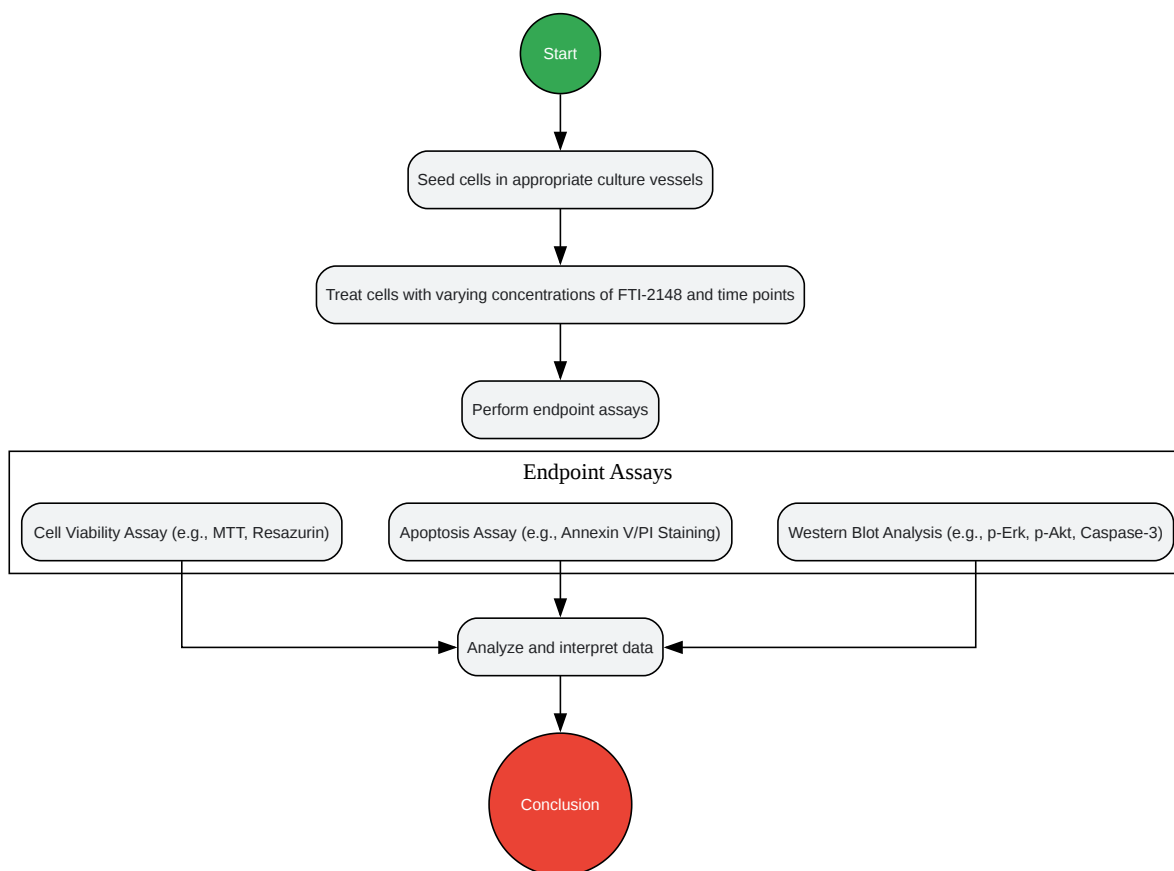 Start
Seed cells in appropriate culture vessels
Treat cells with varying concentrations of FTI-2148 and time points
Perform endpoint assays
Endpoint Assays
Cell Viability Assay (e.g., MTT, Resazurin)
Apoptosis Assay (e.g., Annexin V/PI Staining)
Western Blot Analysis (e.g., p-Erk, p-Akt, Caspase-3)
Analyze and interpret data
Conclusion